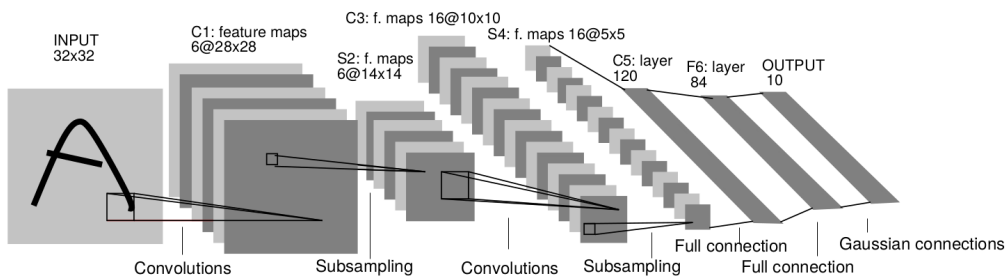 INPUT
32x32
C1: feature maps
6@28x28
S2: f. maps
6@14x14
C3: f. maps 16@10x10
S4: f. maps 16@5x5
C5: layer
120
F6: layer
84
OUTPUT
10
Convolutions
Subsampling
Convolutions
Subsampling
Full connection
Full connection
Gaussian connections